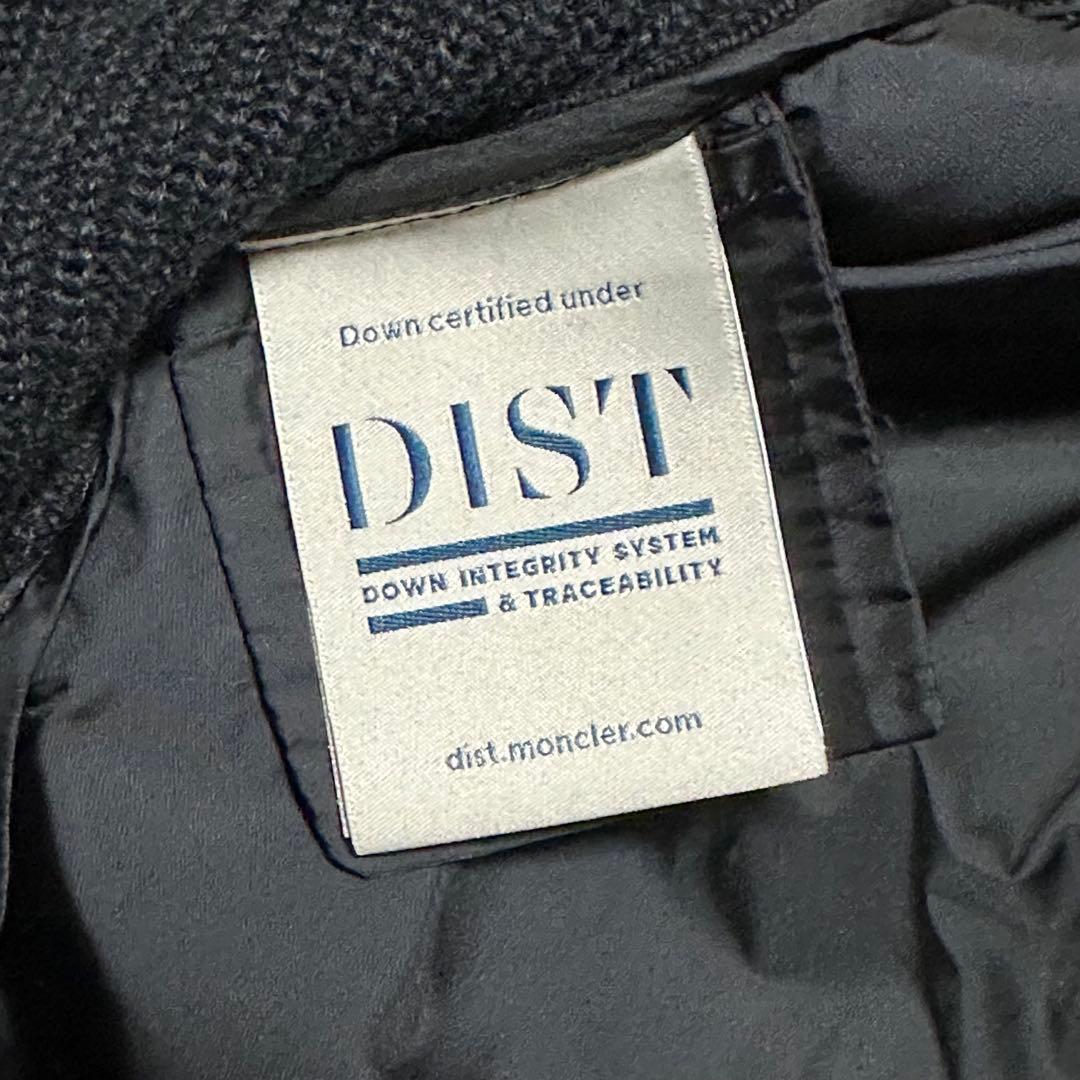 Down certified under
DIST
DOWN INTEGRITY SYSTEM
& TRACEABILITY
dist.moncler.com